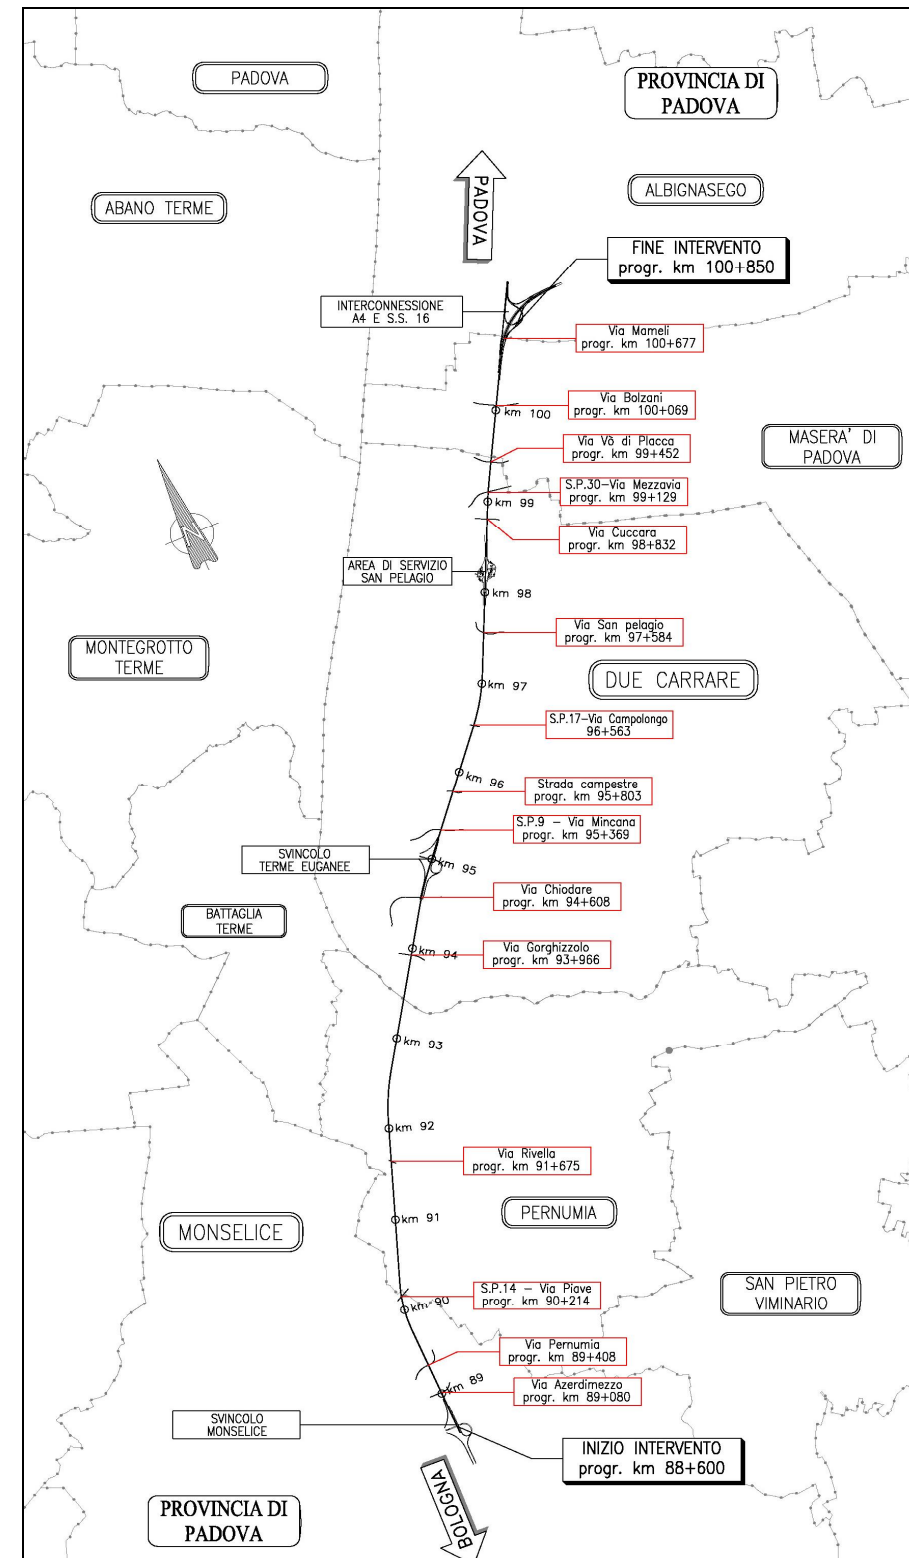 PADOVA
PROVINCIA DI
PADOVA
ALBIGNASEGO
ABANO TERME
PADOVA
FINE INTERVENTO
progr. km 100+850
INTERCONNESSIONE
A4 E S.S. 16
Via Mameli
progr. km 100+677
Via Bolzani
progr. km 100+069
km 100
MASERA' DI
PADOVA
Via Vò di Placca
progr. km 99+452
S.P.30-Via Mezzavia
progr. km 99+129
km 99
Via Cuccara
progr. km 98+832
AREA DI SERVIZIO
SAN PELAGIO
km 98
Via San pelagio
progr. km 97+584
MONTEGROTTO
TERME
DUE CARRARE
km 97
S.P.17-Via Campolongo
96+563
km 96
Strada campestre
progr. km 95+803
S.P.9 - Via Mincana
progr. km 95+369
SVINCOLO
TERME EUGANEE
km 95
Via Chiodare
progr. km 94+608
BATTAGLIA
TERME
km 94
Via Gorghizzolo
progr. km 93+966
km 93
km 92
Via Rivella
progr. km 91+675
PERNUMIA
km 91
MONSELICE
SAN PIETRO
VIMINARIO
S.P.14 - Via Piave
progr. km 90+214
km 90
Via Pernumia
progr. km 89+408
km 89
Via Azerdimezzo
progr. km 89+080
SVINCOLO
MONSELICE
INIZIO INTERVENTO
progr. km 88+600
BOLOGNA
PROVINCIA DI
PADOVA